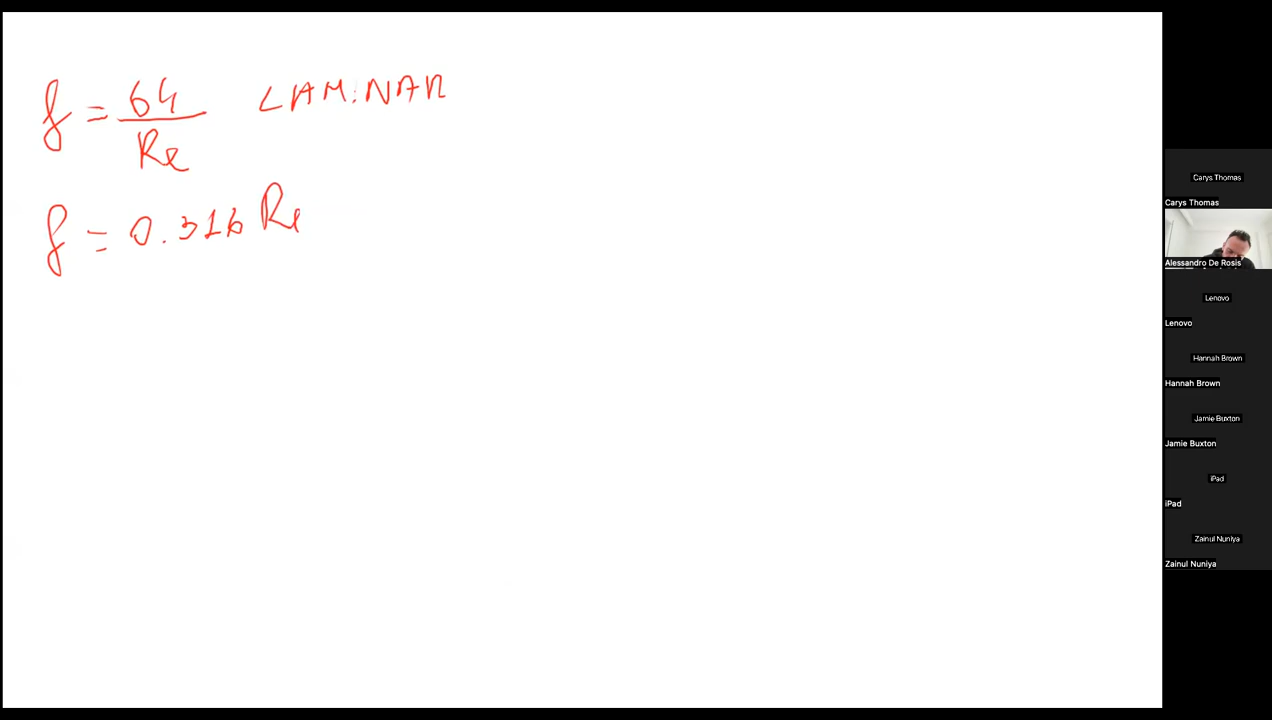 f = 64 / Re LAMiNAR
f = 0.316 Re
Carys Thomas
Carys Thomas
Alessandro De Rosis
Lenovo
Lenovo
Hannah Brown
Hannah Brown
Jamie Buxton
Jamie Buxton
iPad
iPad
Zainul Nuniya
Zainul Nuniya